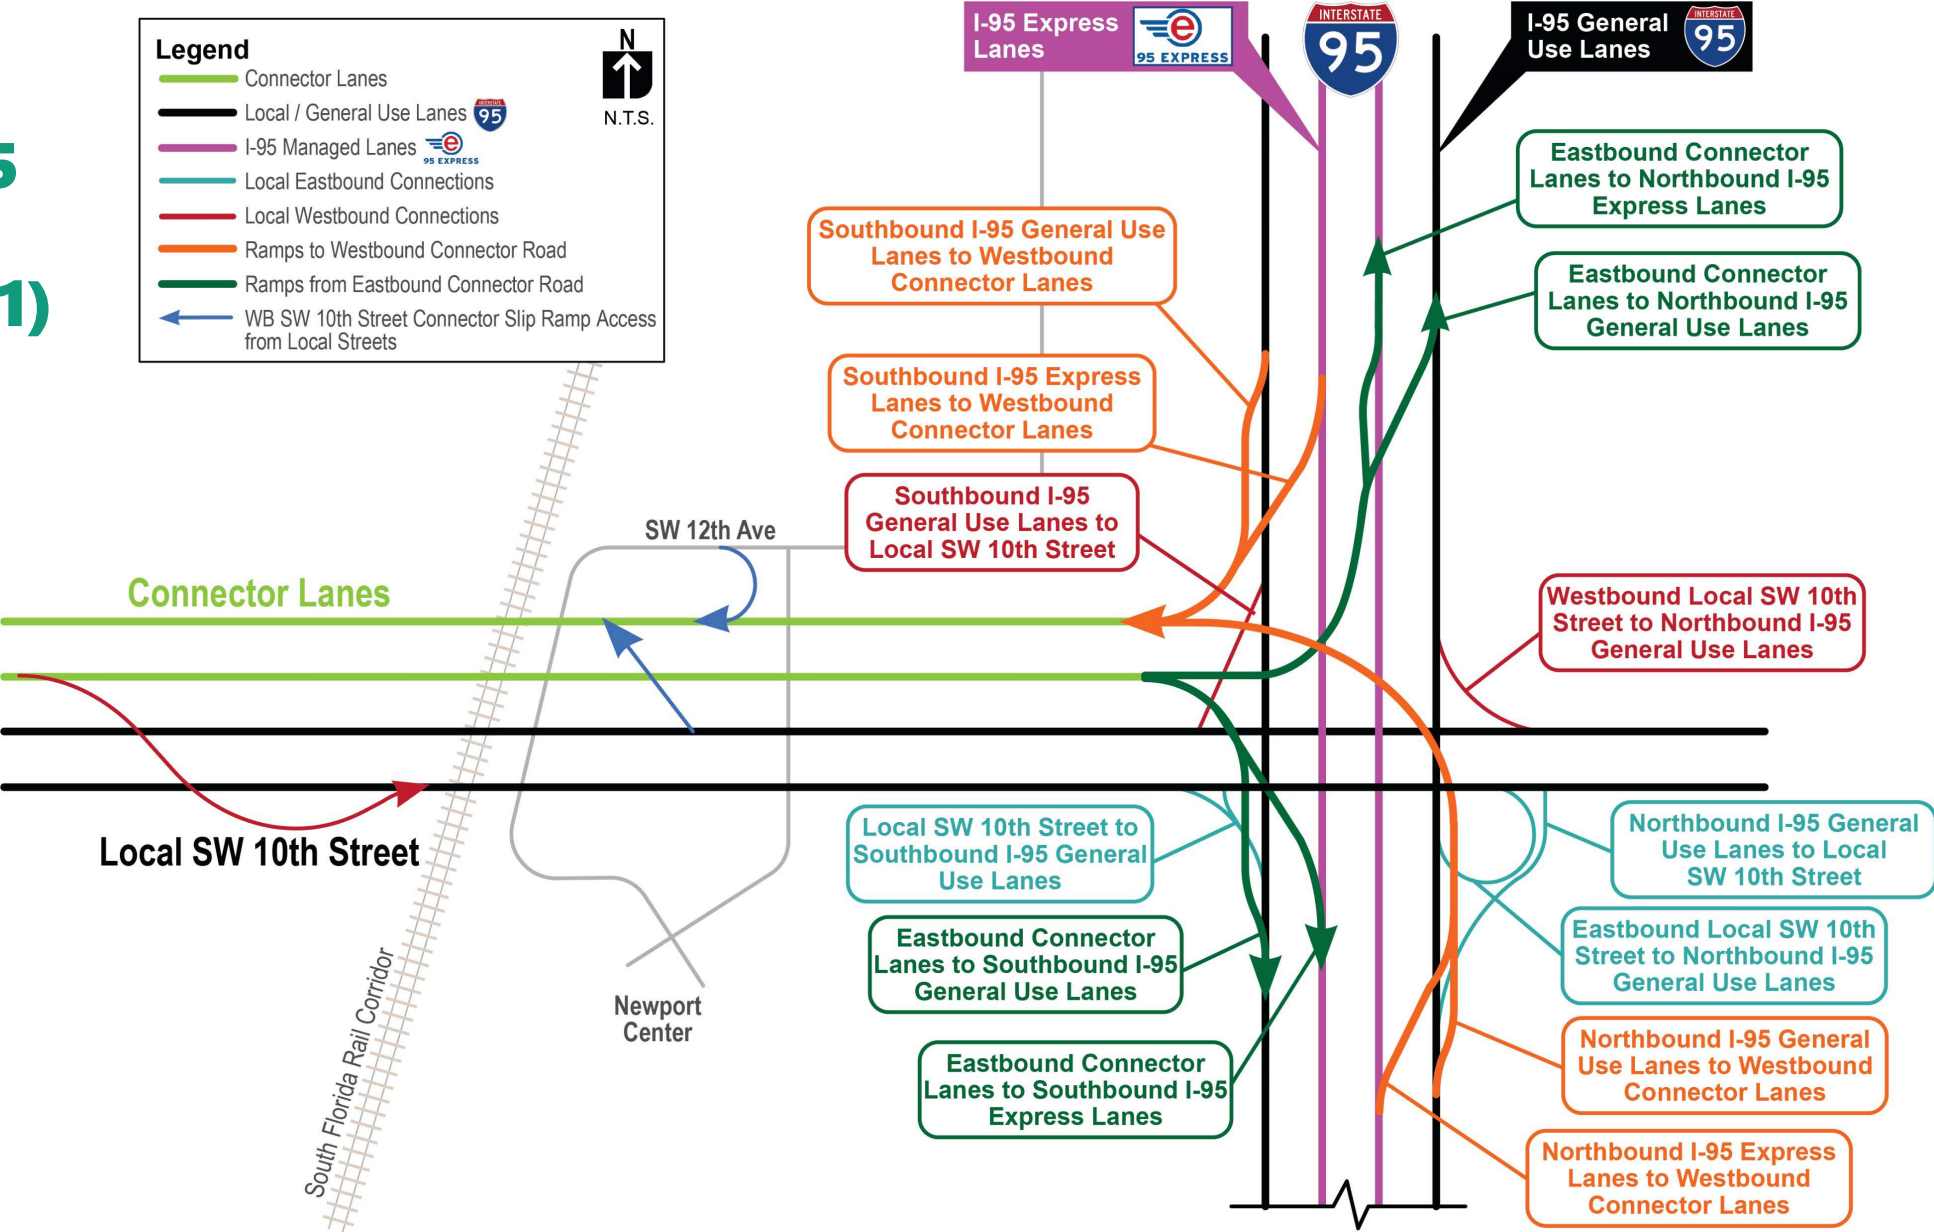 5
1)
Legend
N
N.T.S.
Connector Lanes
Local / General Use Lanes
INTERSTATE
95
I-95 Managed Lanes
e
95 EXPRESS
Local Eastbound Connections
Local Westbound Connections
Ramps to Westbound Connector Road
Ramps from Eastbound Connector Road
WB SW 10th Street Connector Slip Ramp Access
from Local Streets
I-95 Express
Lanes
e
95 EXPRESS
INTERSTATE
95
I-95 General
Use Lanes
INTERSTATE
95
Eastbound Connector
Lanes to Northbound I-95
Express Lanes
Southbound I-95 General Use
Lanes to Westbound
Connector Lanes
Eastbound Connector
Lanes to Northbound I-95
General Use Lanes
Southbound I-95 Express
Lanes to Westbound
Connector Lanes
Southbound I-95
General Use Lanes to
Local SW 10th Street
SW 12th Ave
Connector Lanes
Westbound Local SW 10th
Street to Northbound I-95
General Use Lanes
Local SW 10th Street
Local SW 10th Street to
Southbound I-95 General
Use Lanes
Northbound I-95 General
Use Lanes to Local
SW 10th Street
Eastbound Connector
Lanes to Southbound I-95
General Use Lanes
Eastbound Local SW 10th
Street to Northbound I-95
General Use Lanes
South Florida Rail Corridor
Newport
Center
Eastbound Connector
Lanes to Southbound I-95
Express Lanes
Northbound I-95 General
Use Lanes to Westbound
Connector Lanes
Northbound I-95 Express
Lanes to Westbound
Connector Lanes